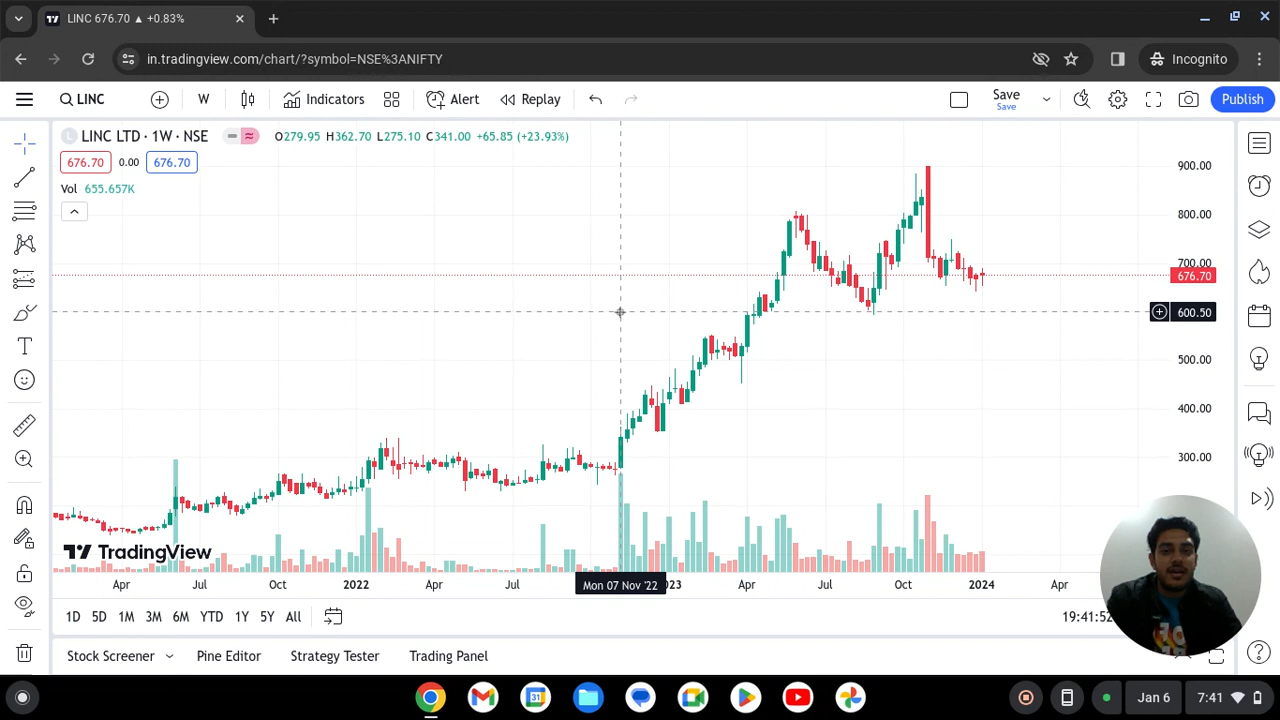 LINC 676.70 ▲ +0.83%
in.tradingview.com/chart/?symbol=NSE%3ANIFTY
Incognito
LINC
W
Indicators
Alert
Replay
Save
Save
Publish
LINC LTD · 1W · NSE
O279.95 H362.70 L275.10 C341.00 +65.85 (+23.93%)
676.70 0.00 676.70
Vol 655.657K
900.00
800.00
700.00
676.70
600.50
500.00
400.00
300.00
TradingView
Apr Jul Oct 2022 Apr Jul Mon 07 Nov '22 023 Apr Jul Oct 2024 Apr
1D 5D 1M 3M 6M YTD 1Y 5Y All
19:41:52
Stock Screener
Pine Editor
Strategy Tester
Trading Panel
31
Jan 6
7:41